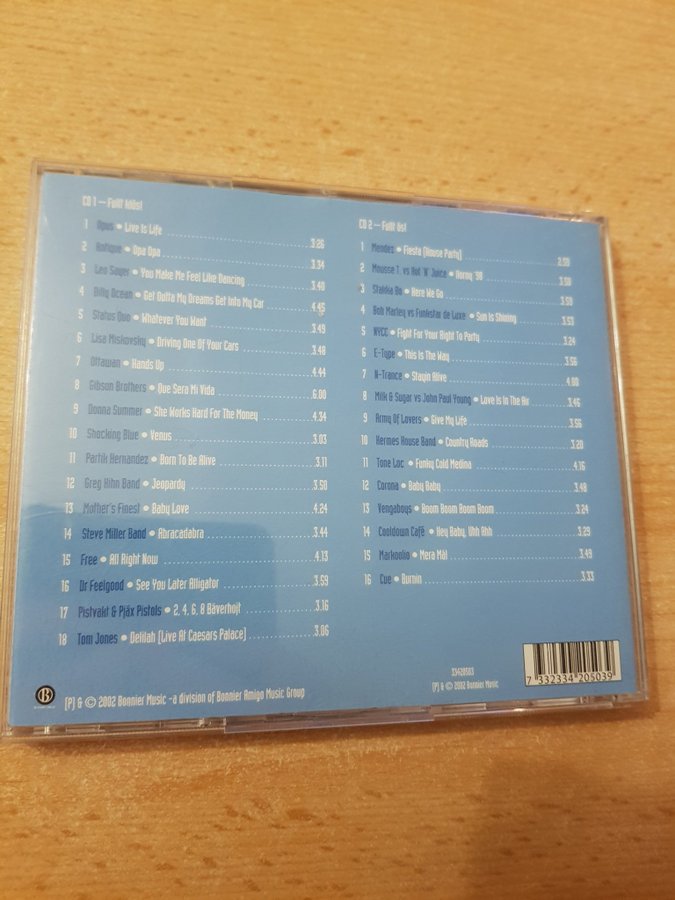 CD 1 – Fullt blåst
1 Opus • Live Is Life 3:26
2 Antique • Opa Opa 3.34
3 Leo Sayer • You Make Me Feel Like Dancing 3.40
4 Billy Ocean • Get Outta My Dreams Get Into My Car 4.45
5 Status Quo • Whatever You Want 3.49
6 Lisa Miskovsky • Driving One Of Your Cars 3.48
7 Ottawan • Hands Up 4.44
8 Gibson Brothers • Que Sera Mi Vida 6.00
9 Donna Summer • She Works Hard For The Money 4.34
10 Shocking Blue • Venus 3.03
11 Partik Hernandez • Born To Be Alive 3.11
12 Greg Kihn Band • Jeopardy 3.50
13 Mother's Finest • Baby Love 4.24
14 Steve Miller Band • Abracadabra 3.44
15 Free • All Right Now 4.13
16 Dr Feelgood • See You Later Alligator 3.59
17 Pistvakt & Pjäx Pistols • 2, 4, 6, 8 Bäverhojt 3.16
18 Tom Jones • Delilah (Live At Caesars Palace) 3.06
(P) & © 2002 Bonnier Music –a division of Bonnier Amigo Music Group
CD 2 – Fullt ös!
1 Mendez • Fiesta (House Party)
2 Mousse T. vs Hot 'N' Juice • Horny '98
3 Stakka Bo • Here We Go
4 Bob Marley vs Funkstar de Luxe • Sun Is Shining 3.53
5 NYCC • Fight For Your Right To Party 3.24
6 E-Type • This Is The Way 3.56
7 N-Trance • Stayin Alive 4.00
8 Milk & Sugar vs John Paul Young • Love Is In The Air 3.46
9 Army Of Lovers • Give My Life 3.56
10 Hermes House Band • Country Roads 3.20
11 Tone Loc • Funky Cold Medina 4.16
12 Corona • Baby Baby 3.48
13 Vengaboys • Boom Boom Boom Boom 3.24
14 Cooldown Café • Hey Baby, Uhh Ahh 3.29
15 Markoolio • Mera Mål 3.49
16 Cue • Burnin 3.33
33420503
(P) & © 2002 Bonnier Music
7 332334 205039